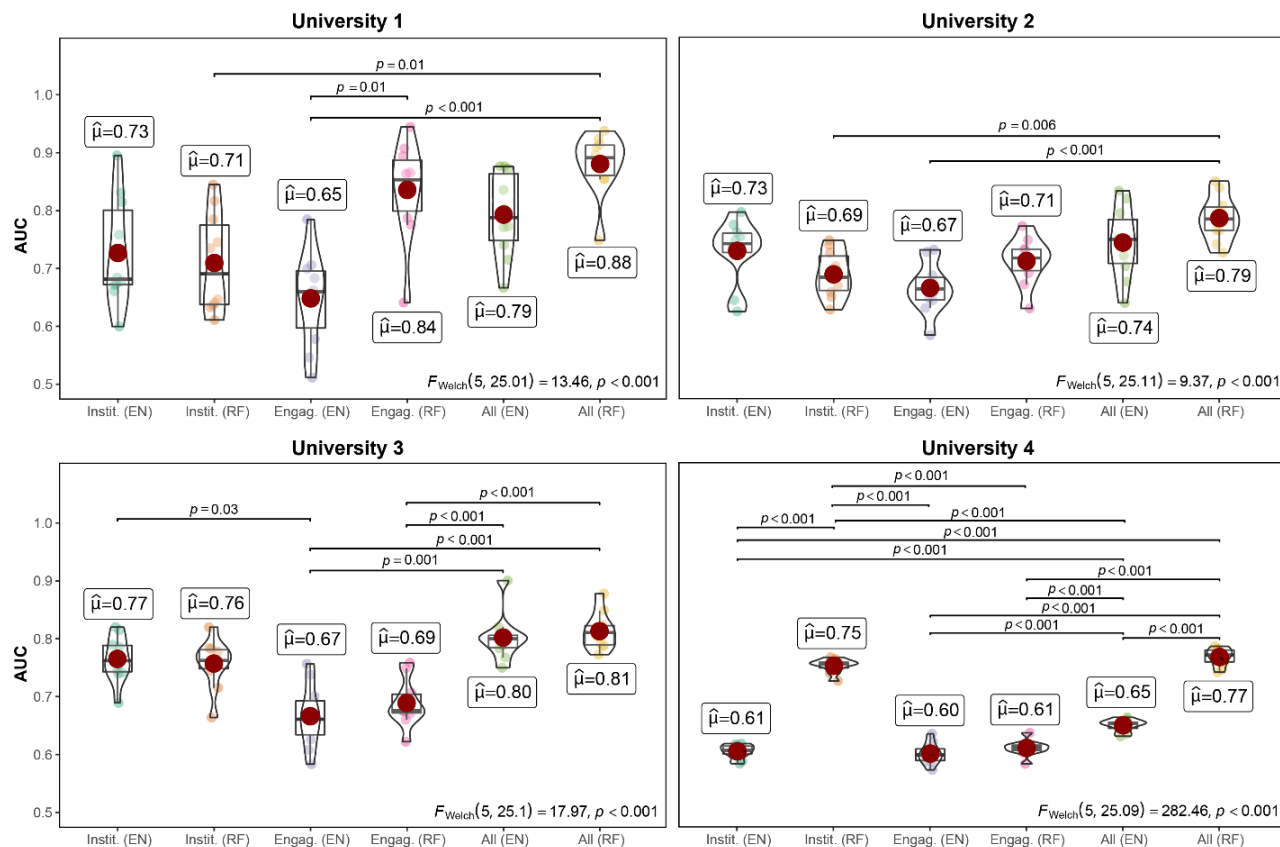 University 1
University 2
AUC
1.0
0.9
0.8
0.7
0.6
0.5
p=0.01
p=0.01
p<0.001
μ̂=0.73
μ̂=0.71
μ̂=0.65
μ̂=0.84
μ̂=0.79
μ̂=0.88
F_Welch(5, 25.01) = 13.46, p<0.001
Instit. (EN)
Instit. (RF)
Engag. (EN)
Engag. (RF)
All (EN)
All (RF)
p=0.006
p<0.001
μ̂=0.73
μ̂=0.69
μ̂=0.67
μ̂=0.71
μ̂=0.74
μ̂=0.79
F_Welch(5, 25.11) = 9.37, p<0.001
Instit. (EN)
Instit. (RF)
Engag. (EN)
Engag. (RF)
All (EN)
All (RF)
University 3
University 4
AUC
1.0
0.9
0.8
0.7
0.6
0.5
p<0.001
p=0.03
p<0.001
p<0.001
p=0.001
μ̂=0.77
μ̂=0.76
μ̂=0.67
μ̂=0.69
μ̂=0.80
μ̂=0.81
F_Welch(5, 25.1) = 17.97, p<0.001
Instit. (EN)
Instit. (RF)
Engag. (EN)
Engag. (RF)
All (EN)
All (RF)
p<0.001
p<0.001
p<0.001
p<0.001
p<0.001
p<0.001
p<0.001
p<0.001
p<0.001
p<0.001
p<0.001
μ̂=0.61
μ̂=0.75
μ̂=0.60
μ̂=0.61
μ̂=0.65
μ̂=0.77
F_Welch(5, 25.09) = 282.46, p<0.001
Instit. (EN)
Instit. (RF)
Engag. (EN)
Engag. (RF)
All (EN)
All (RF)